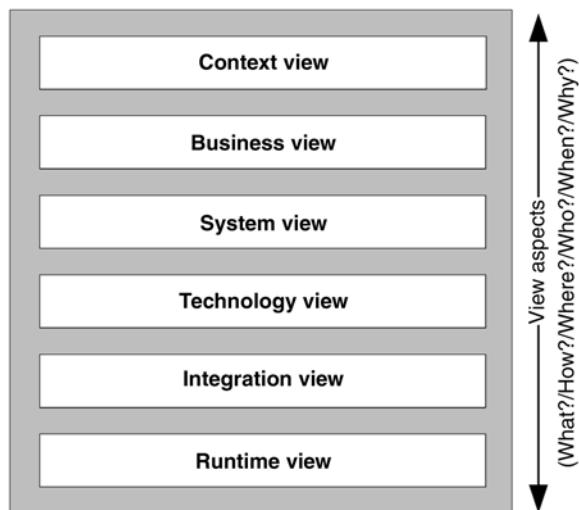 Context view
Business view
System view
Technology view
Integration view
Runtime view
View aspects
(What?/How?/Where?/Who?/When?/Why?)